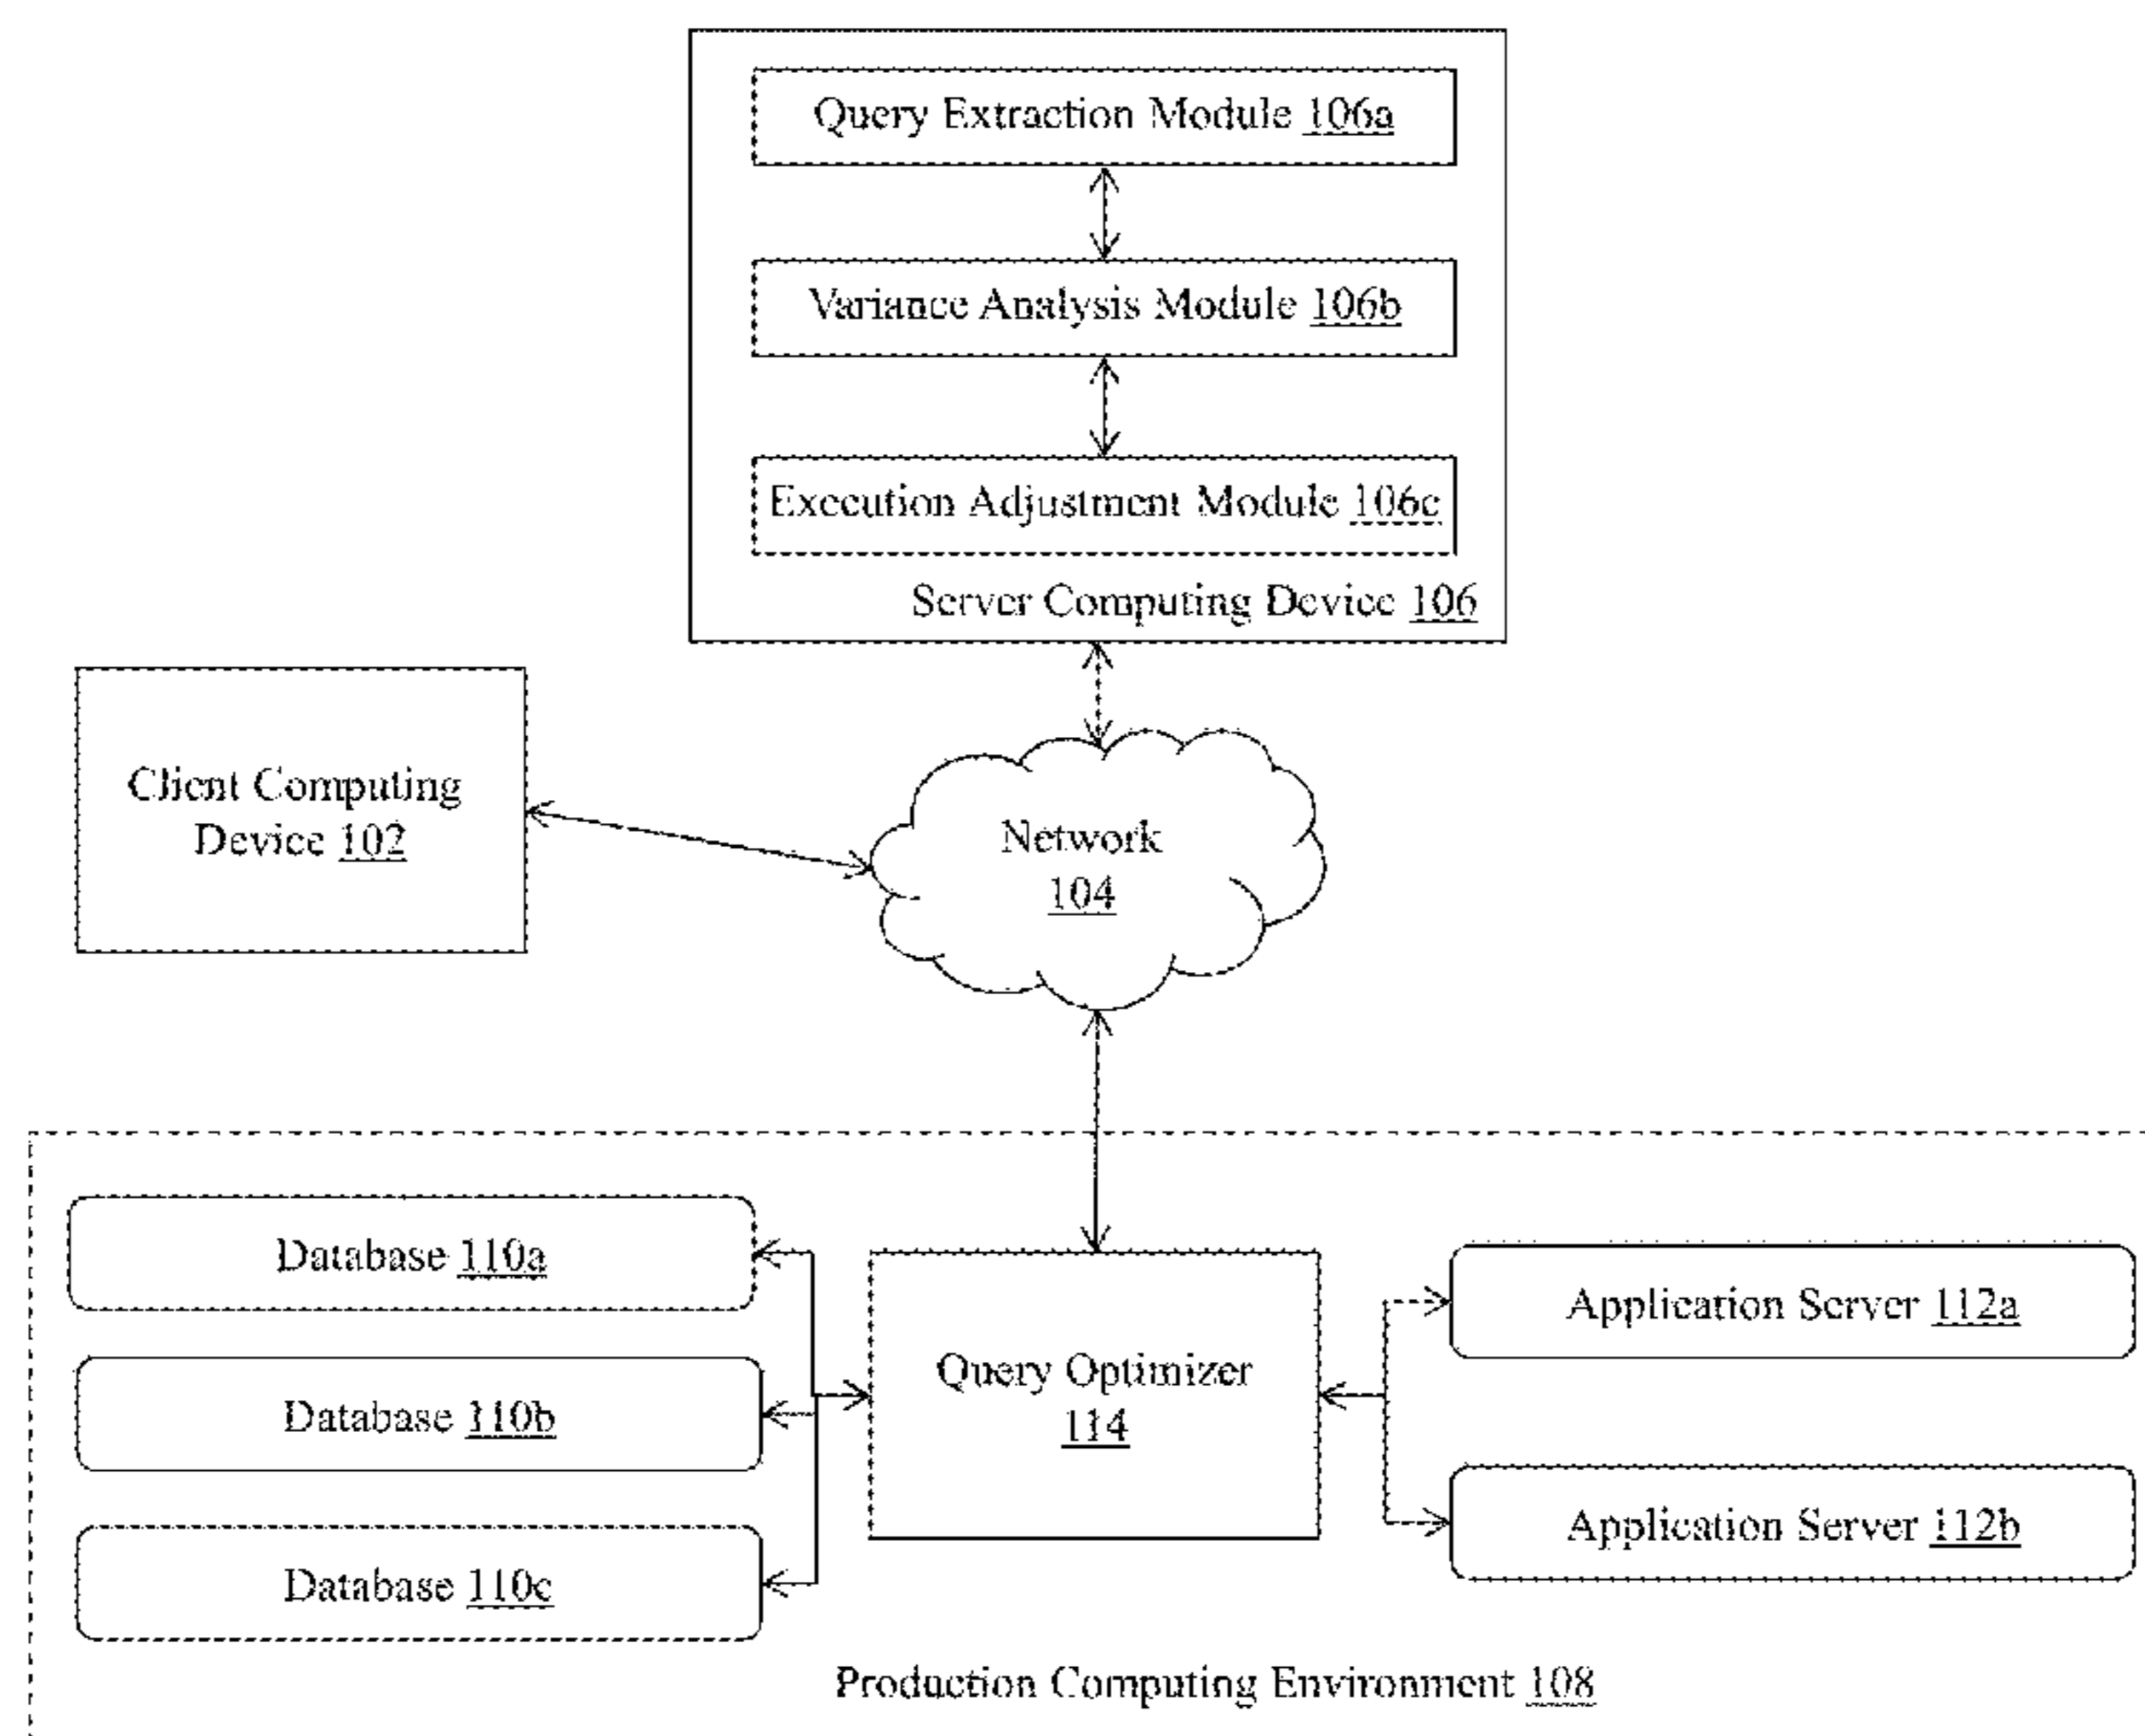 Query Extraction Module 106a
Variance Analysis Module 106b
Execution Adjustment Module 106c
Server Computing Device 106
Client Computing
Device 102
Network
104
Database 110a
Database 110b
Database 110c
Query Optimizer
114
Application Server 112a
Application Server 112b
Production Computing Environment 108